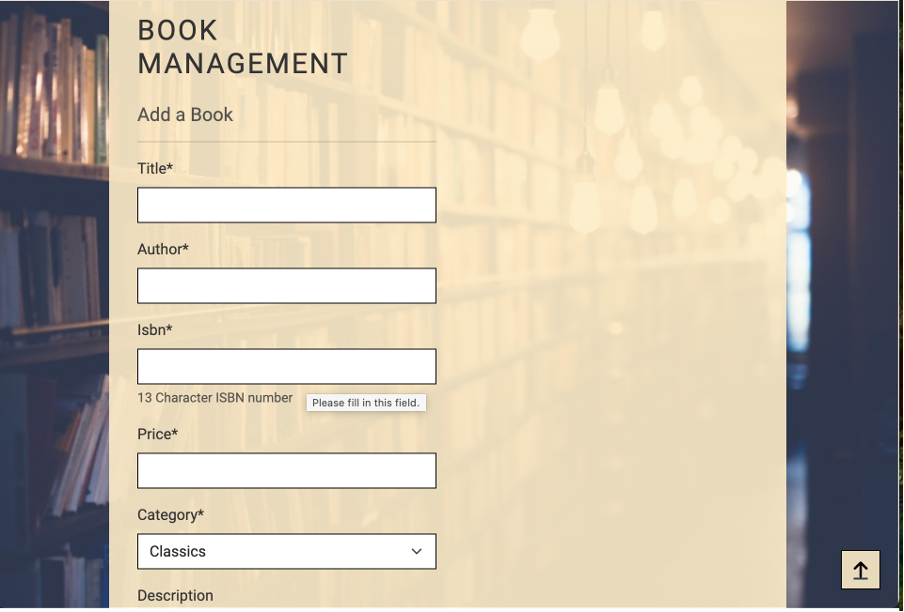 BOOK
MANAGEMENT
Add a Book
Title*
Author*
Isbn*
13 Character ISBN number
Please fill in this field.
Price*
Category*
Classics
Description